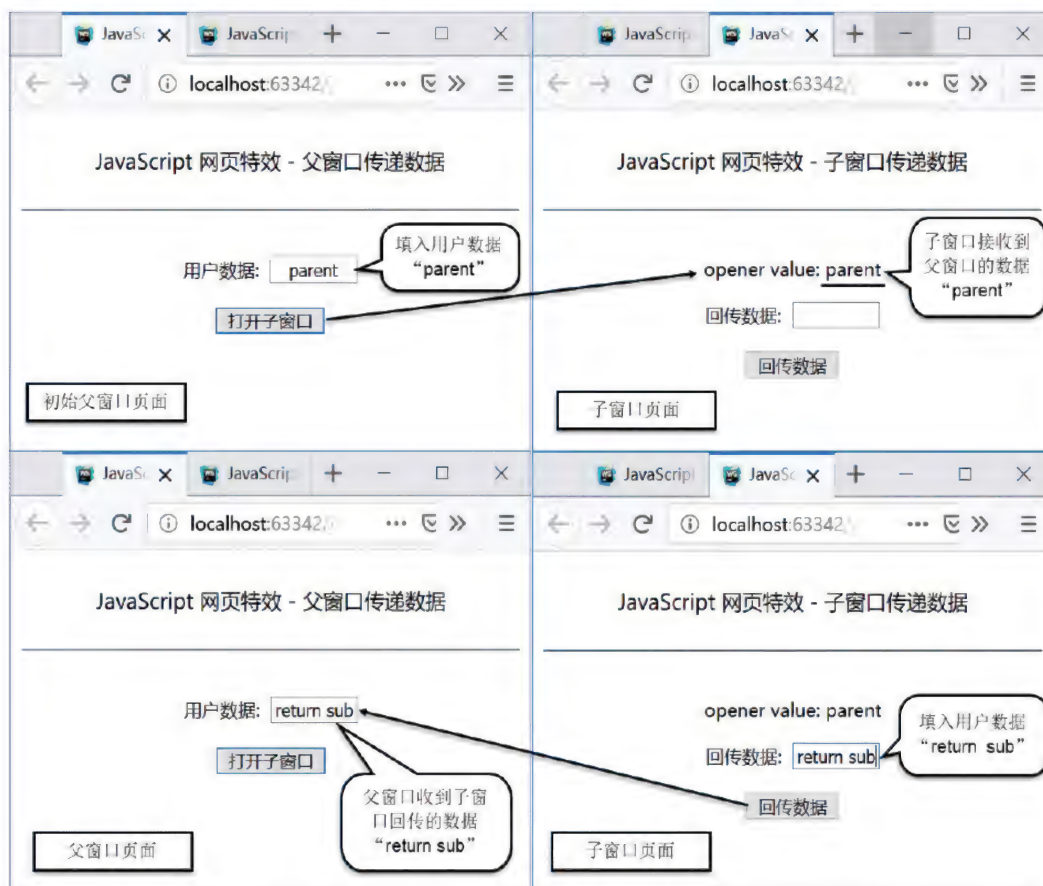 JavaSc
JavaScrip
localhost:63342/
JavaScript 网页特效 - 父窗口传递数据
用户数据: parent
填入用户数据
“parent”
打开子窗口
初始父窗口页面
JavaScrip
JavaSc
localhost:63342/
JavaScript 网页特效 - 子窗口传递数据
opener value: parent
子窗口接收到
父窗口的数据
“parent”
回传数据:
回传数据
子窗口页面
JavaSc
JavaScrip
localhost:63342/
JavaScript 网页特效 - 父窗口传递数据
用户数据: return sub
打开子窗口
父窗口收到子窗
口回传的数据
“return sub”
父窗口页面
JavaScript
JavaSc
localhost:63342/
JavaScript 网页特效 - 子窗口传递数据
opener value: parent
填入用户数据
“return sub”
回传数据: return sub
回传数据
子窗口页面